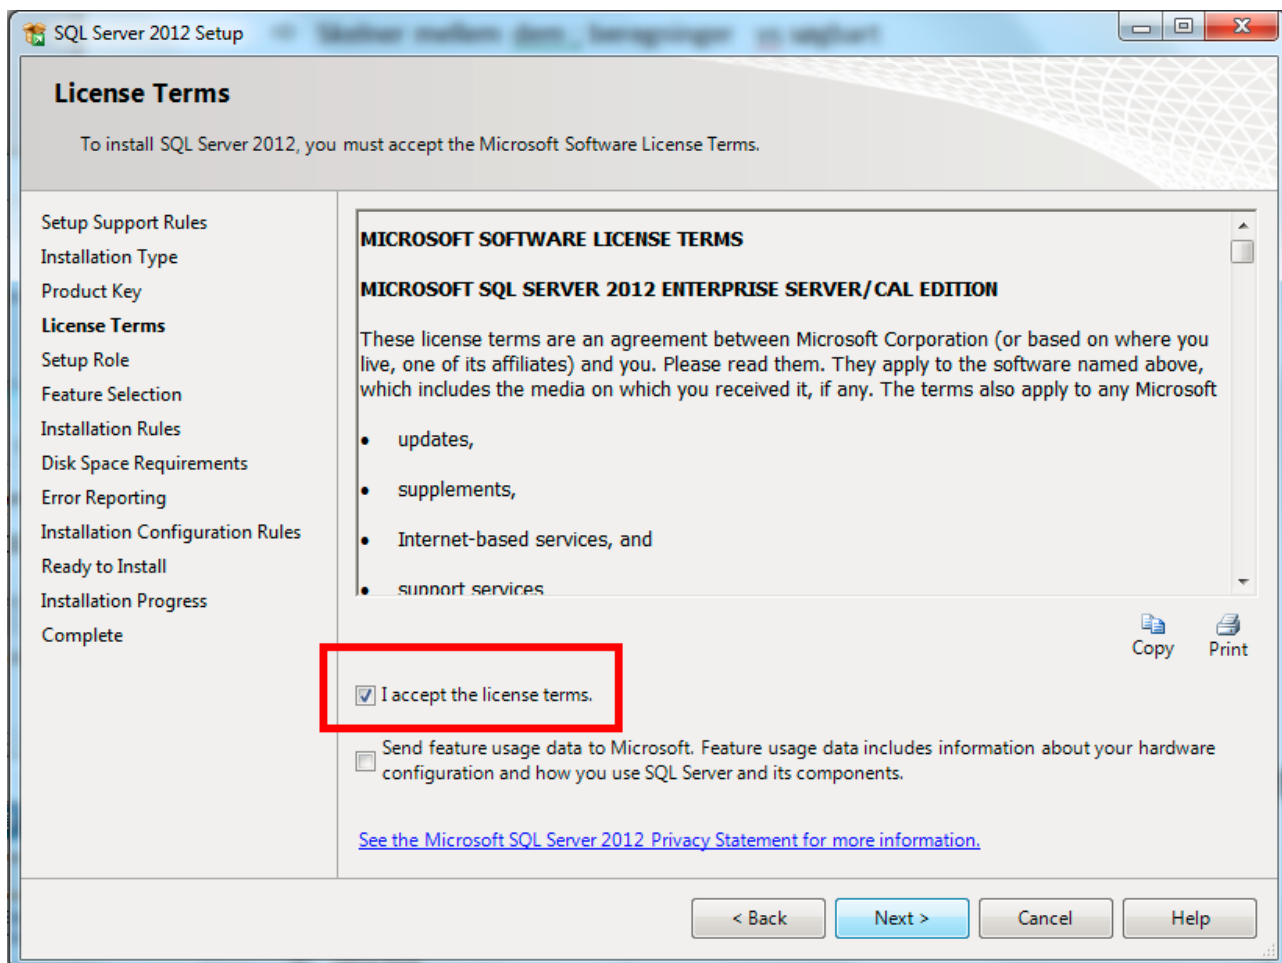 SQL Server 2012 Setup
License Terms
To install SQL Server 2012, you must accept the Microsoft Software License Terms.
Setup Support Rules
Installation Type
Product Key
License Terms
Setup Role
Feature Selection
Installation Rules
Disk Space Requirements
Error Reporting
Installation Configuration Rules
Ready to Install
Installation Progress
Complete
MICROSOFT SOFTWARE LICENSE TERMS
MICROSOFT SQL SERVER 2012 ENTERPRISE SERVER/CAL EDITION
These license terms are an agreement between Microsoft Corporation (or based on where you
live, one of its affiliates) and you. Please read them. They apply to the software named above,
which includes the media on which you received it, if any. The terms also apply to any Microsoft
• updates,
• supplements,
• Internet-based services, and
• support services
Copy
Print
I accept the license terms.
Send feature usage data to Microsoft. Feature usage data includes information about your hardware
configuration and how you use SQL Server and its components.
See the Microsoft SQL Server 2012 Privacy Statement for more information.
< Back
Next >
Cancel
Help